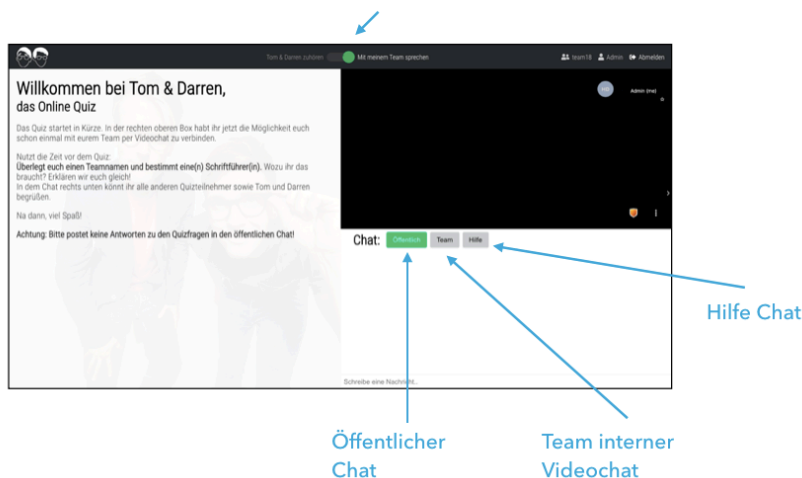 Tom & Darren zuhören Mit meinem Team sprechen team18 Admin Abmelden
Willkommen bei Tom & Darren,
das Online Quiz
Das Quiz startet in Kürze. In der rechten oberen Box habt ihr jetzt die Möglichkeit euch
schon einmal mit eurem Team per Videochat zu verbinden.
Nutzt die Zeit vor dem Quiz:
Überlegt euch einen Teamnamen und bestimmt eine(n) Schriftführer(in). Wozu ihr das
braucht? Erklären wir euch gleich!
In dem Chat rechts unten könnt ihr alle anderen Quizteilnehmer sowie Tom und Darren
begrüßen.
Na dann, viel Spaß!
Achtung: Bitte postet keine Antworten zu den Quizfragen in den öffentlichen Chat!
Admin (me)
Chat: Öffentlich Team Hilfe
Schreibe eine Nachricht...
Hilfe Chat
Öffentlicher
Chat
Team interner
Videochat